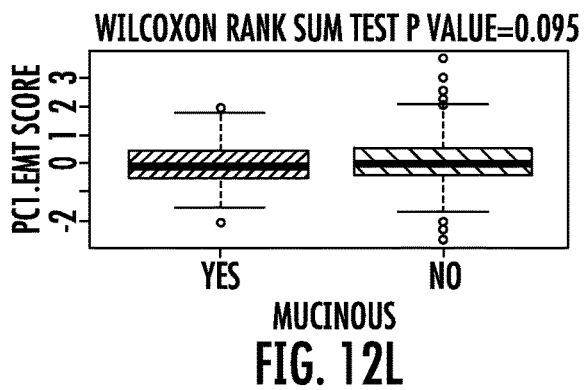 WILCOXON RANK SUM TEST P VALUE=0.095
PC1.EMT SCORE
3
2
1
0
-2
YES NO
MUCINOUS
FIG. 12L